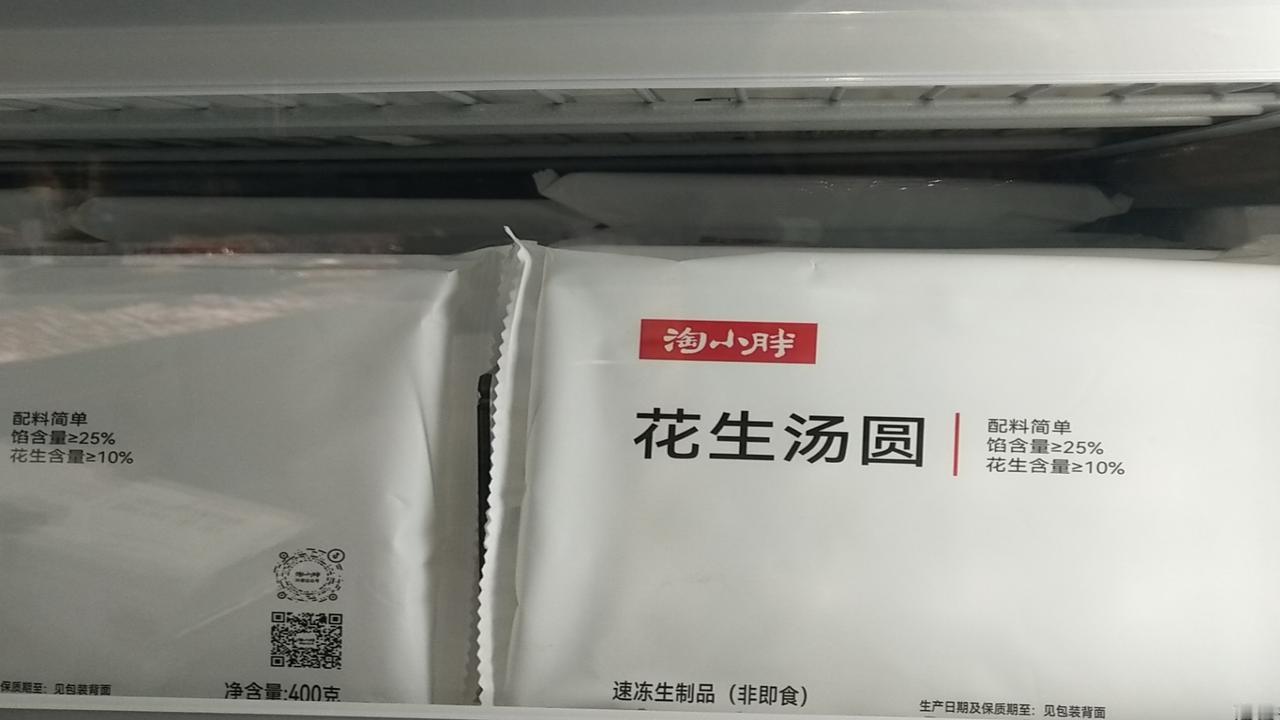 配料简单
馅含量≥25%
花生含量≥10%
保质期至：见包装背面
净含量:400克
淘小胖
花生汤圆
配料简单
馅含量≥25%
花生含量≥10%
速冻生制品（非即食）
生产日期及保质期至：见包装背面